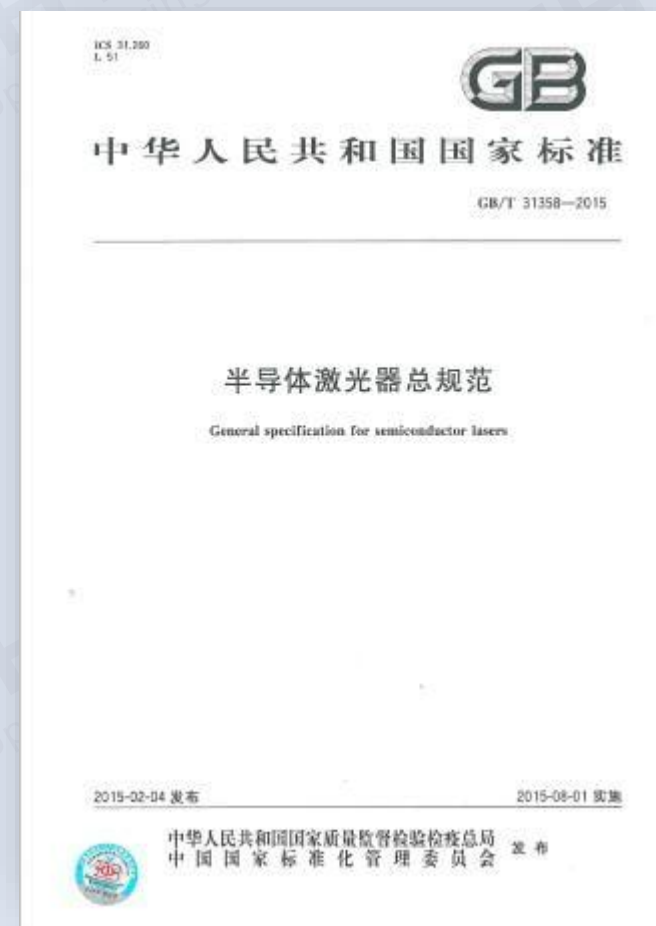 ICS 31.260
L 51
GB
中华人民共和国国家标准
GB/T 31358—2015
半导体激光器总规范
General specification for semiconductor lasers
2015-02-04 发布
2015-08-01 实施
中华人民共和国国家质量监督检验检疫总局
中国国家标准化管理委员会
发布